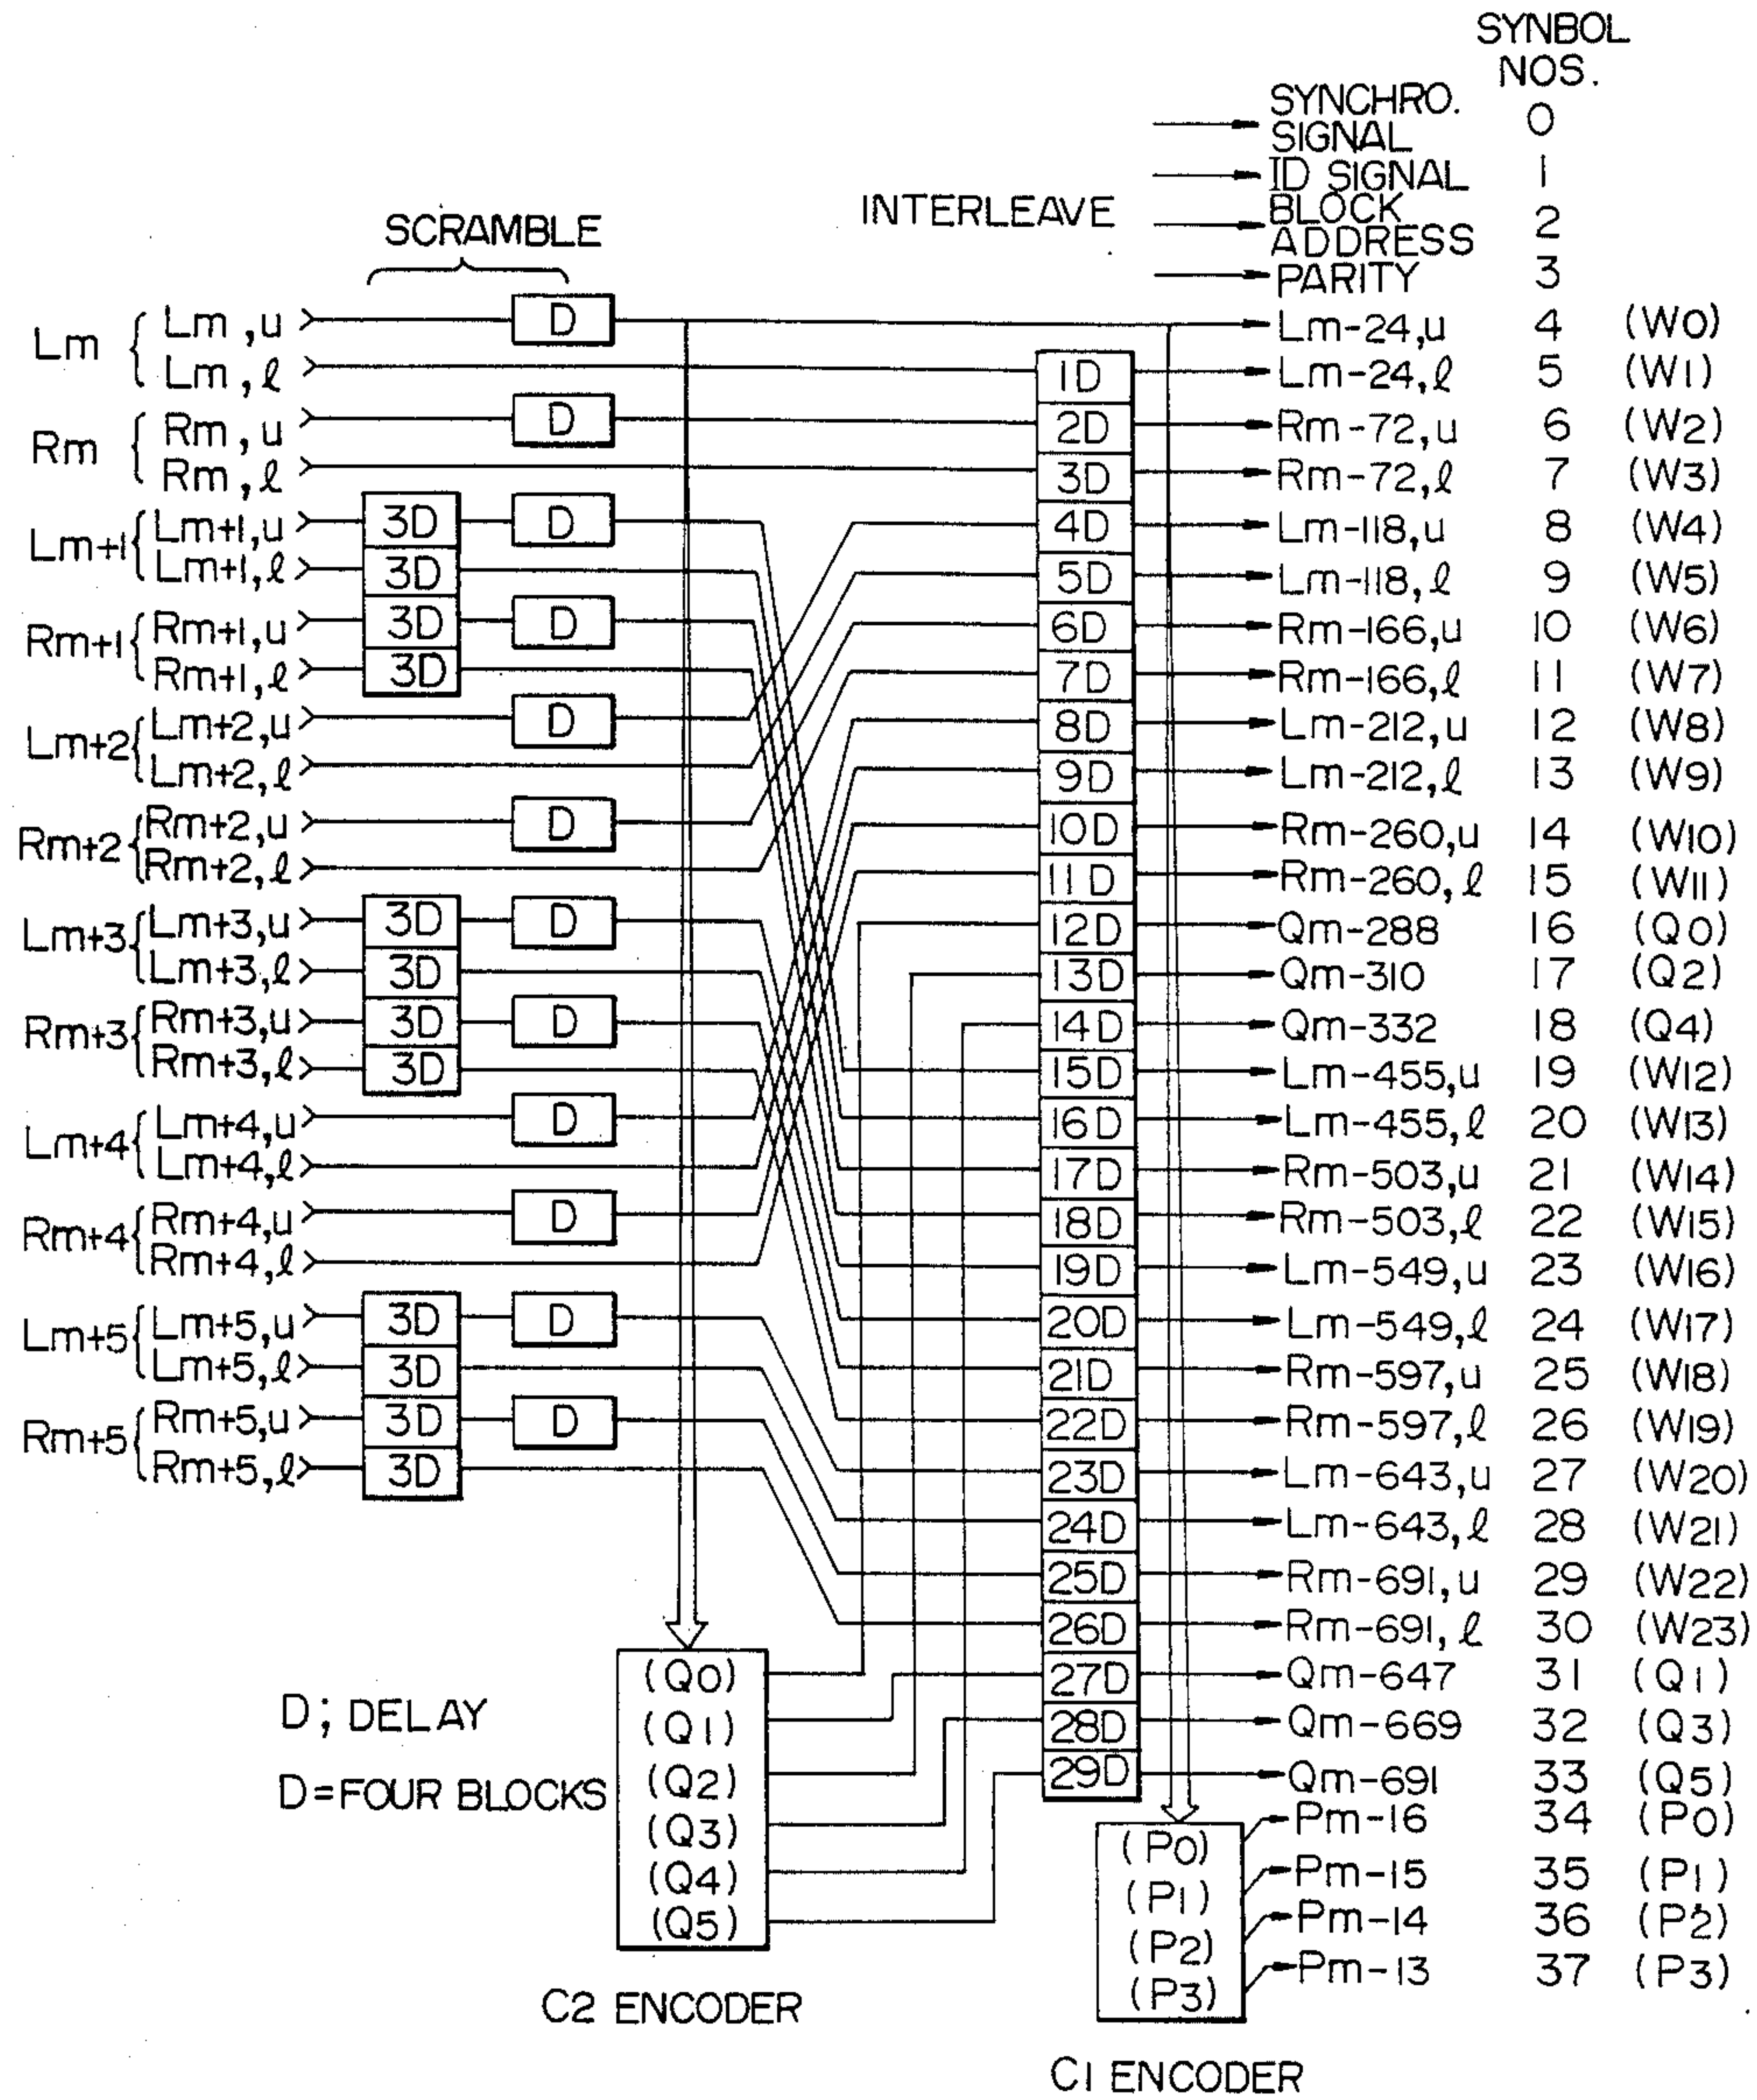 SYNBOL
NOS.
SYNCHRO. SIGNAL 0
ID SIGNAL 1
BLOCK ADDRESS 2
PARITY 3
INTERLEAVE
SCRAMBLE
Lm { Lm,u D Lm-24,u 4 (W0)
Lm,ℓ 1D Lm-24,ℓ 5 (W1)
Rm { Rm,u D 2D Rm-72,u 6 (W2)
Rm,ℓ 3D Rm-72,ℓ 7 (W3)
Lm+1 { Lm+1,u 3D D 4D Lm-118,u 8 (W4)
Lm+1,ℓ 3D 5D Lm-118,ℓ 9 (W5)
Rm+1 { Rm+1,u 3D D 6D Rm-166,u 10 (W6)
Rm+1,ℓ 3D 7D Rm-166,ℓ 11 (W7)
Lm+2 { Lm+2,u D 8D Lm-212,u 12 (W8)
Lm+2,ℓ 9D Lm-212,ℓ 13 (W9)
Rm+2 { Rm+2,u D 10D Rm-260,u 14 (W10)
Rm+2,ℓ 11D Rm-260,ℓ 15 (W11)
Lm+3 { Lm+3,u 3D D 12D Qm-288 16 (Q0)
Lm+3,ℓ 3D 13D Qm-310 17 (Q2)
Rm+3 { Rm+3,u 3D D 14D Qm-332 18 (Q4)
Rm+3,ℓ 3D 15D Lm-455,u 19 (W12)
Lm+4 { Lm+4,u D 16D Lm-455,ℓ 20 (W13)
Lm+4,ℓ 17D Rm-503,u 21 (W14)
Rm+4 { Rm+4,u D 18D Rm-503,ℓ 22 (W15)
Rm+4,ℓ 19D Lm-549,u 23 (W16)
Lm+5 { Lm+5,u 3D D 20D Lm-549,ℓ 24 (W17)
Lm+5,ℓ 3D 21D Rm-597,u 25 (W18)
Rm+5 { Rm+5,u 3D D 22D Rm-597,ℓ 26 (W19)
Rm+5,ℓ 3D 23D Lm-643,u 27 (W20)
24D Lm-643,ℓ 28 (W21)
25D Rm-691,u 29 (W22)
26D Rm-691,ℓ 30 (W23)
(Q0) 27D Qm-647 31 (Q1)
(Q1) 28D Qm-669 32 (Q3)
(Q2) 29D Qm-691 33 (Q5)
(Q3) (P0) Pm-16 34 (P0)
(Q4) (P1) Pm-15 35 (P1)
(Q5) (P2) Pm-14 36 (P2)
(P3) Pm-13 37 (P3)
D; DELAY
D=FOUR BLOCKS
C2 ENCODER
C1 ENCODER